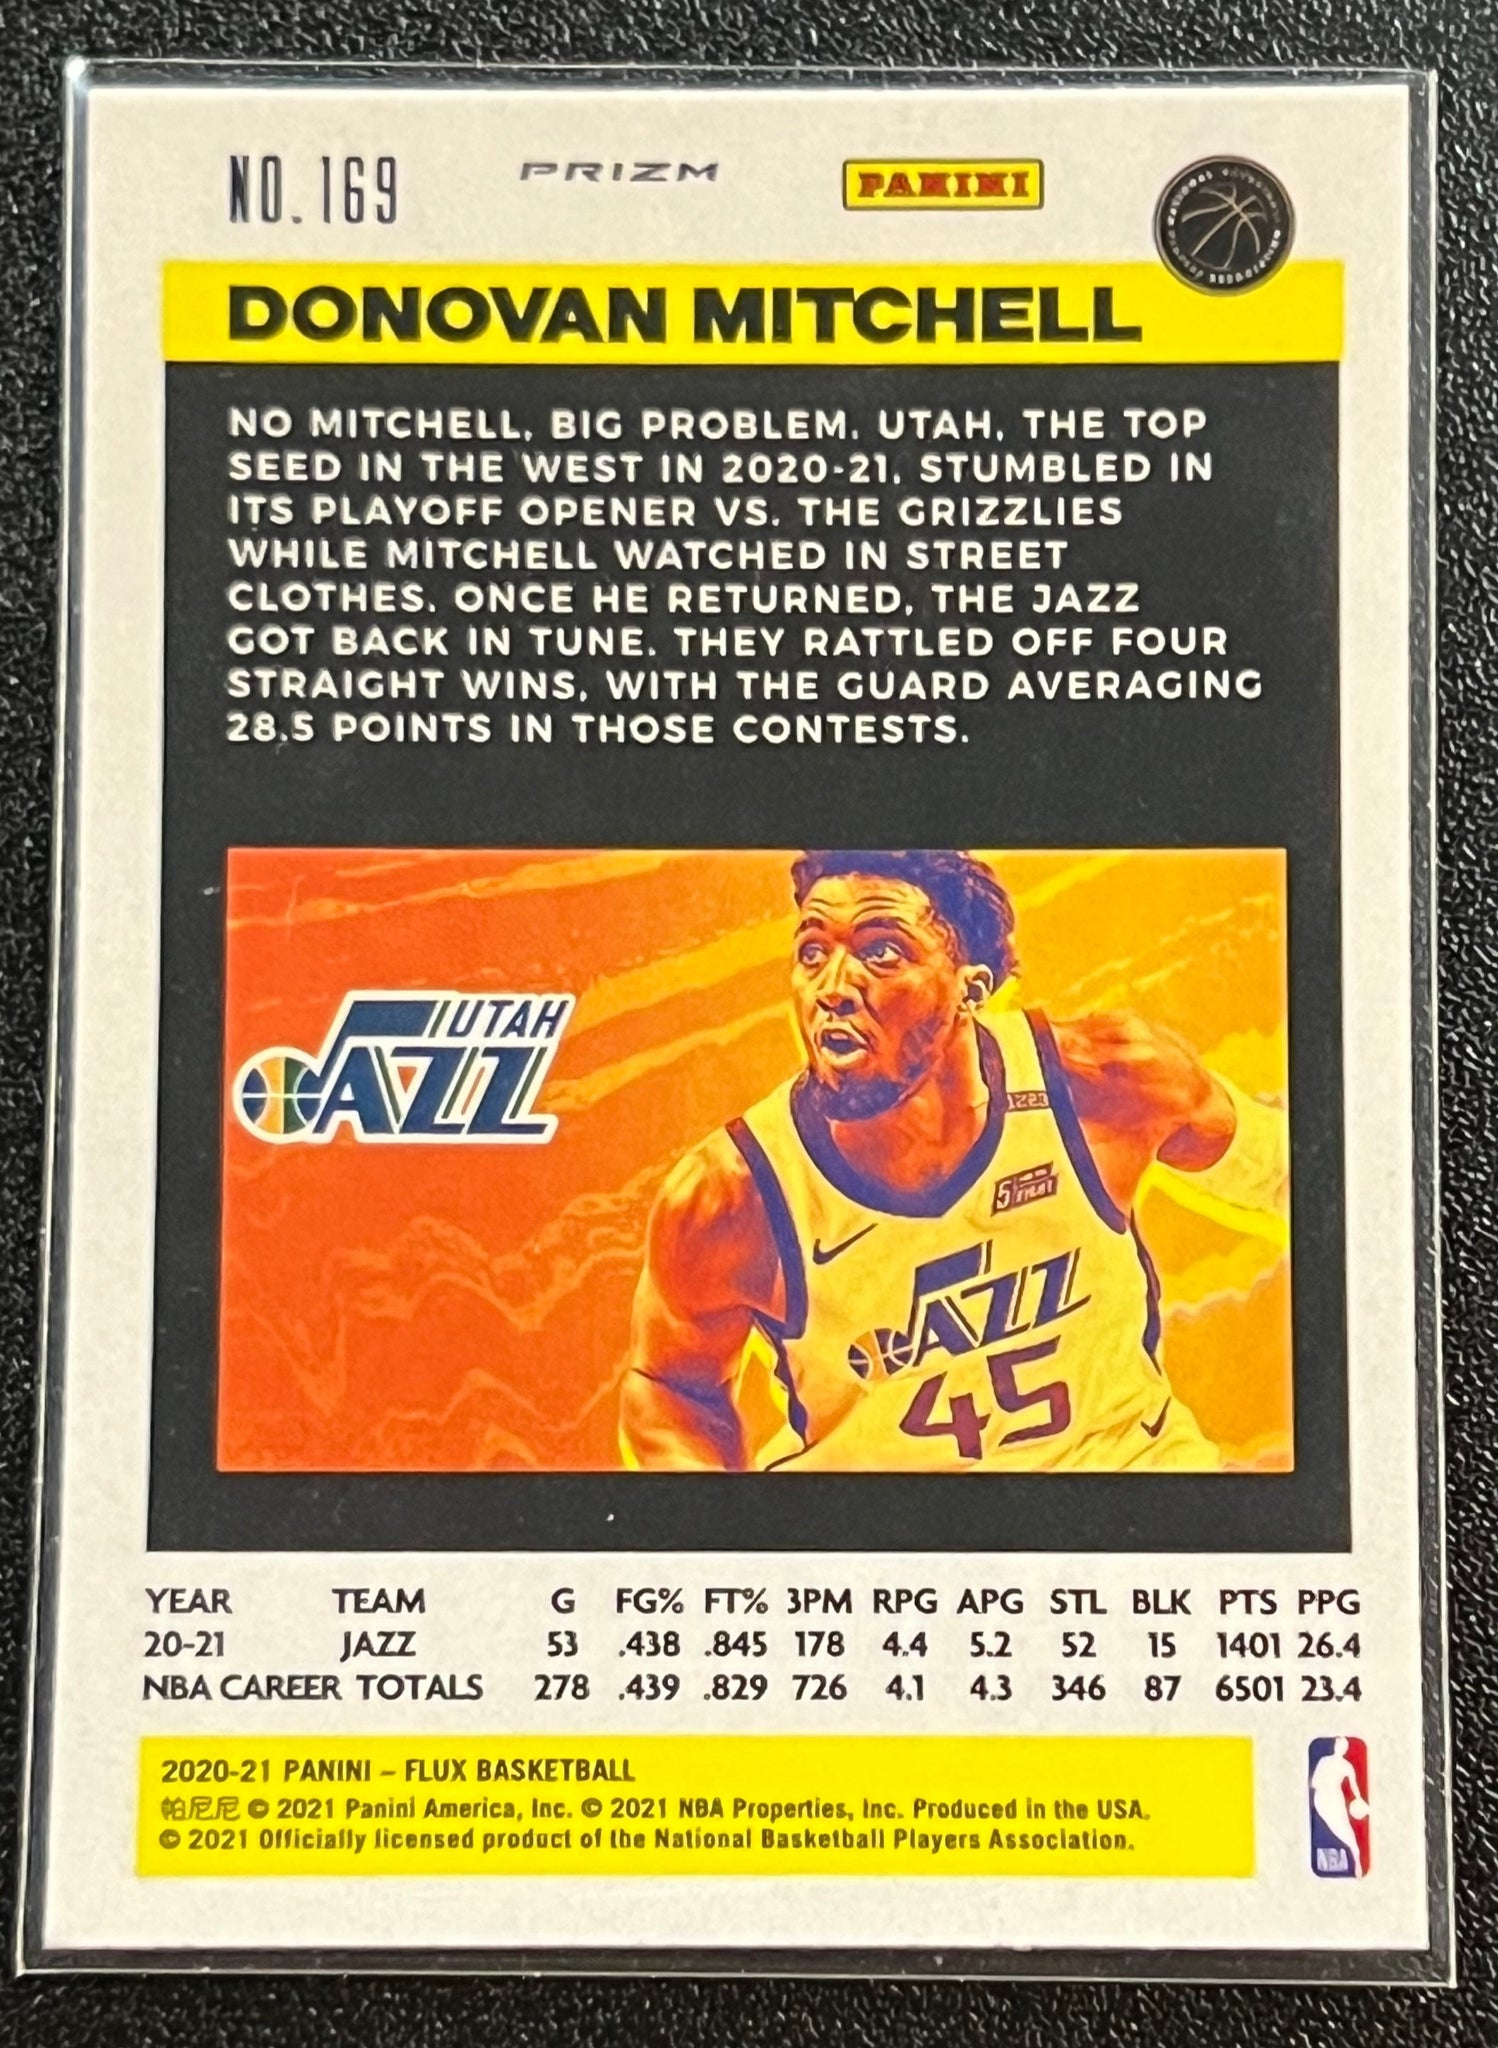 NO. 169 PRIZM PANINI
DONOVAN MITCHELL
NO MITCHELL, BIG PROBLEM. UTAH, THE TOP
SEED IN THE WEST IN 2020-21, STUMBLED IN
ITS PLAYOFF OPENER VS. THE GRIZZLIES
WHILE MITCHELL WATCHED IN STREET
CLOTHES. ONCE HE RETURNED, THE JAZZ
GOT BACK IN TUNE. THEY RATTLED OFF FOUR
STRAIGHT WINS, WITH THE GUARD AVERAGING
28.5 POINTS IN THOSE CONTESTS.
UTAH
JAZZ
5
JAZZ
45
YEAR TEAM G FG% FT% 3PM RPG APG STL BLK PTS PPG
20-21 JAZZ 53 .438 .845 178 4.4 5.2 52 15 1401 26.4
NBA CAREER TOTALS 278 .439 .829 726 4.1 4.3 346 87 6501 23.4
2020-21 PANINI – FLUX BASKETBALL
帕尼尼 © 2021 Panini America, Inc. © 2021 NBA Properties, Inc. Produced in the USA.
© 2021 Officially licensed product of the National Basketball Players Association.
NBA